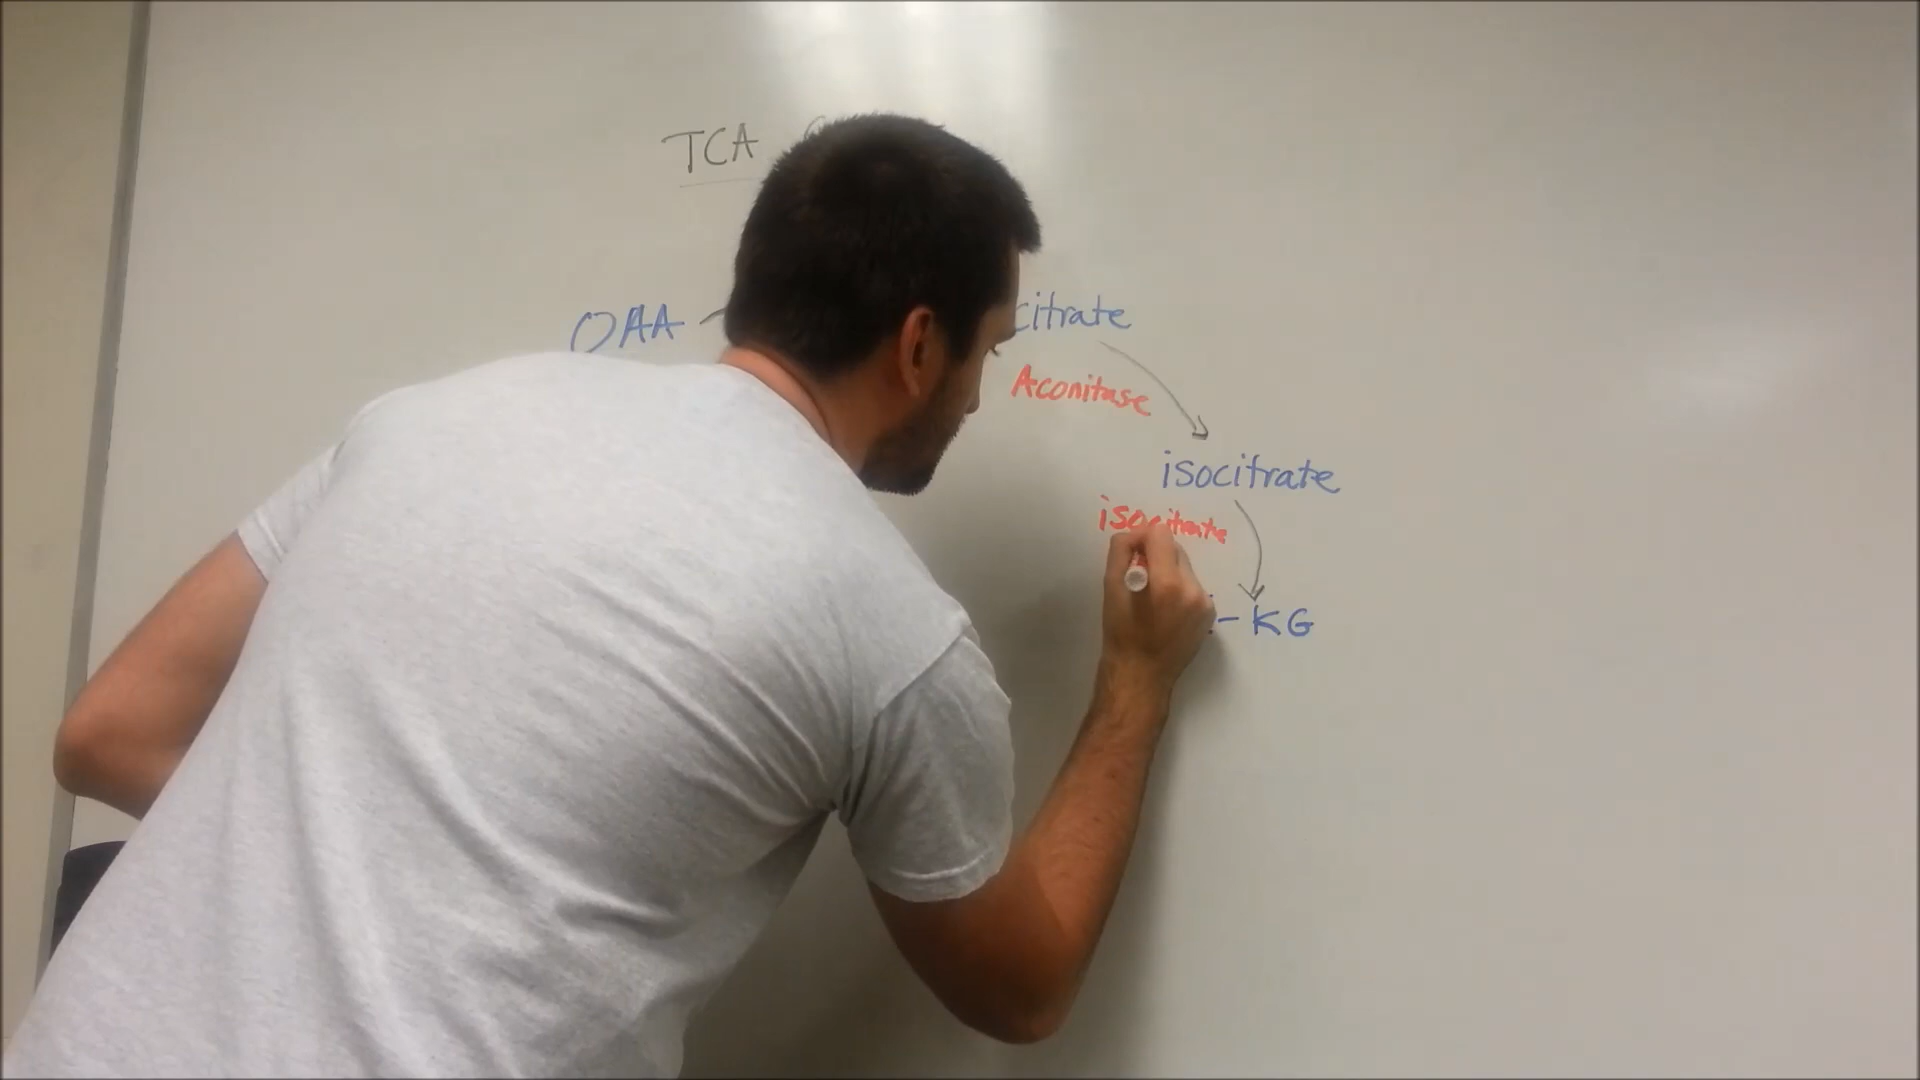 TCA
OAA
citrate
Aconitase
isocitrate
isocitrate
-KG